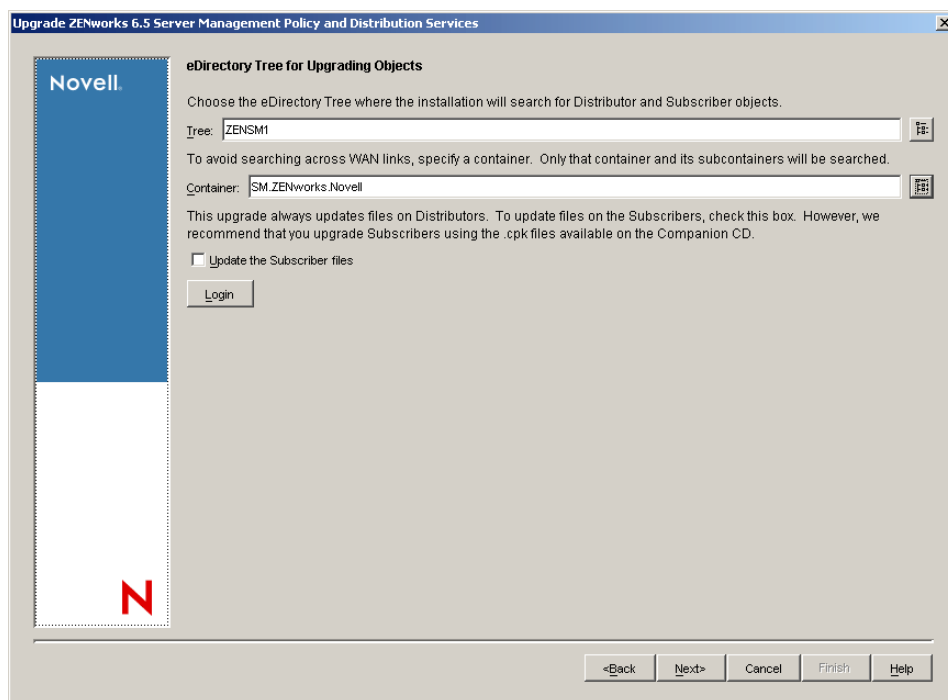 Upgrade ZENworks 6.5 Server Management Policy and Distribution Services
Novell.
eDirectory Tree for Upgrading Objects
Choose the eDirectory Tree where the installation will search for Distributor and Subscriber objects.
Tree: ZENSM1
To avoid searching across WAN links, specify a container. Only that container and its subcontainers will be searched.
Container: SM.ZENworks.Novell
This upgrade always updates files on Distributors. To update files on the Subscribers, check this box. However, we
recommend that you upgrade Subscribers using the .cpk files available on the Companion CD.
Update the Subscriber files
Login
N
<Back Next> Cancel Finish Help